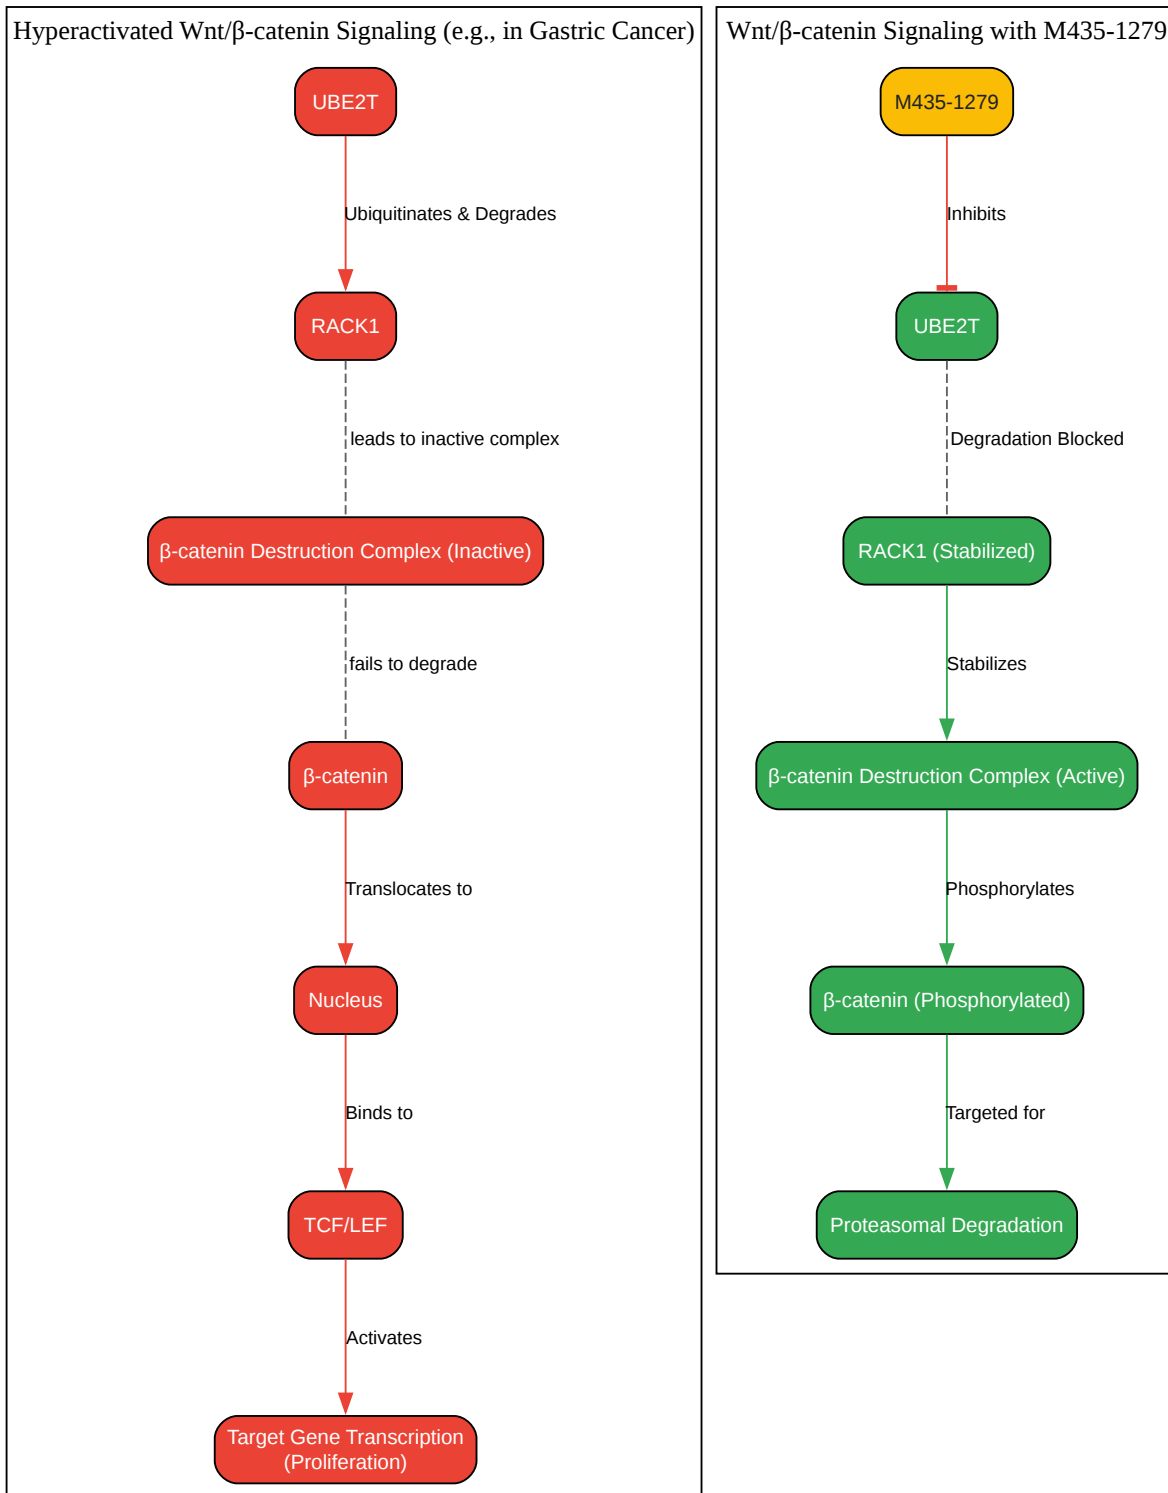 Hyperactivated Wnt/β-catenin Signaling (e.g., in Gastric Cancer)
UBE2T
Ubiquitinates & Degrades
RACK1
leads to inactive complex
β-catenin Destruction Complex (Inactive)
fails to degrade
β-catenin
Translocates to
Nucleus
Binds to
TCF/LEF
Activates
Target Gene Transcription
(Proliferation)
Wnt/β-catenin Signaling with M435-1279
M435-1279
Inhibits
UBE2T
Degradation Blocked
RACK1 (Stabilized)
Stabilizes
β-catenin Destruction Complex (Active)
Phosphorylates
β-catenin (Phosphorylated)
Targeted for
Proteasomal Degradation